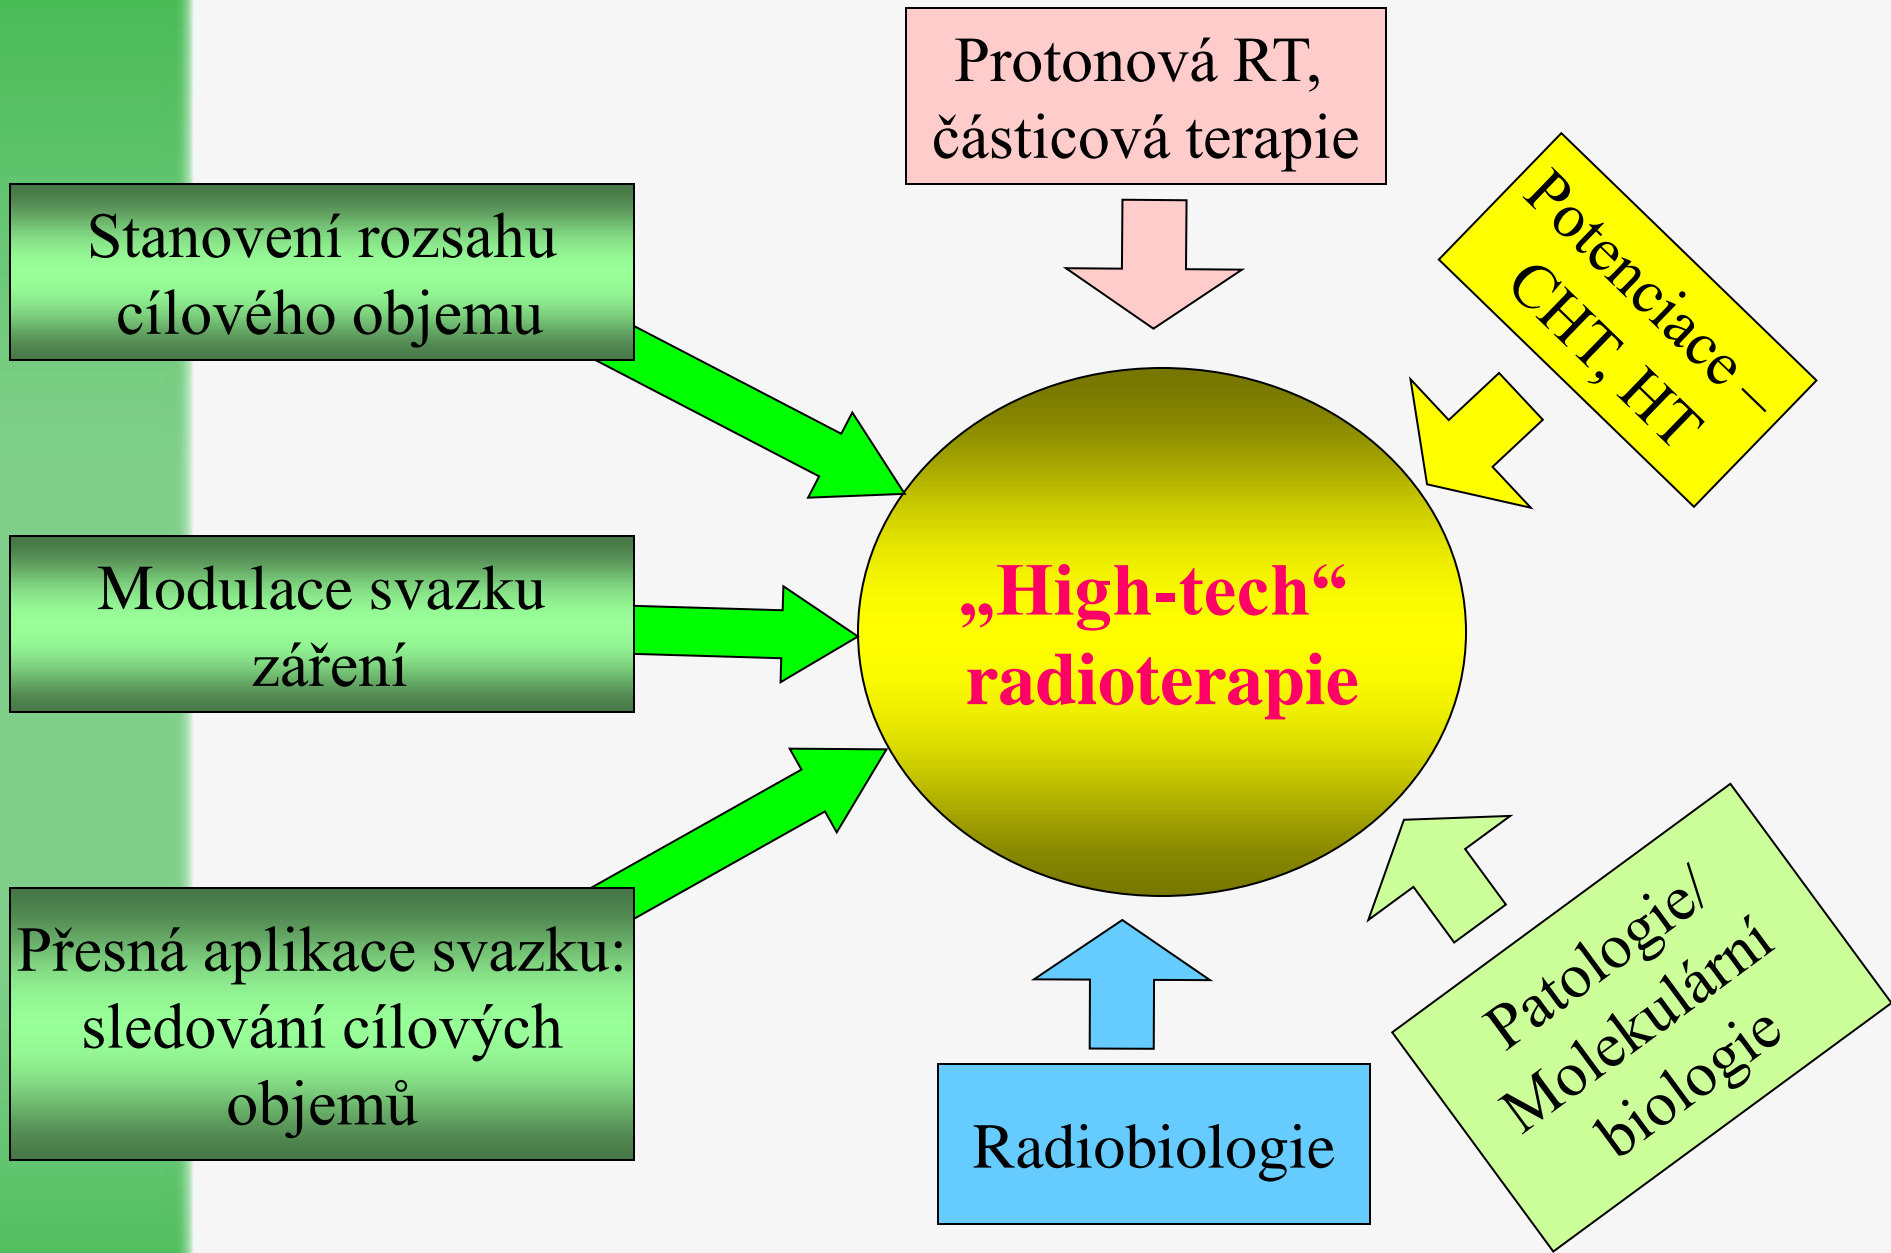 Protonová RT,
částicová terapie
Stanovení rozsahu
cílového objemu
Potenciace –
CHT, HT
Modulace svazku
záření
„High-tech“
radioterapie
Přesná aplikace svazku:
sledování cílových
objemů
Radiobiologie
Patologie/
Molekulární
biologie